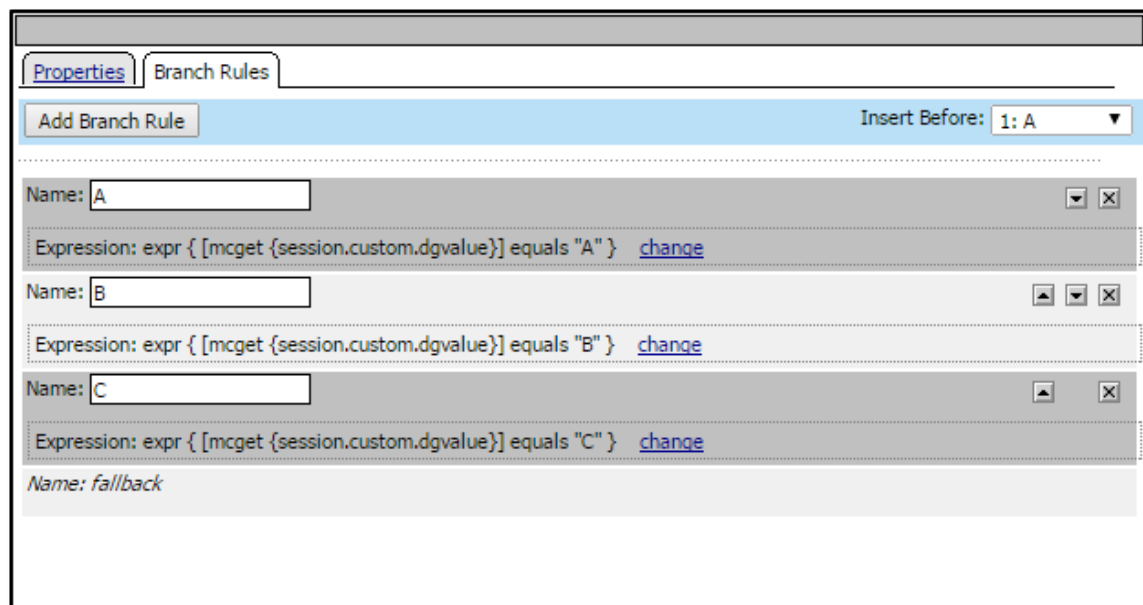 Properties Branch Rules
Add Branch Rule Insert Before: 1: A
Name: A
Expression: expr { [mcget {session.custom.dgvalue}] equals "A" } change
Name: B
Expression: expr { [mcget {session.custom.dgvalue}] equals "B" } change
Name: C
Expression: expr { [mcget {session.custom.dgvalue}] equals "C" } change
Name: fallback